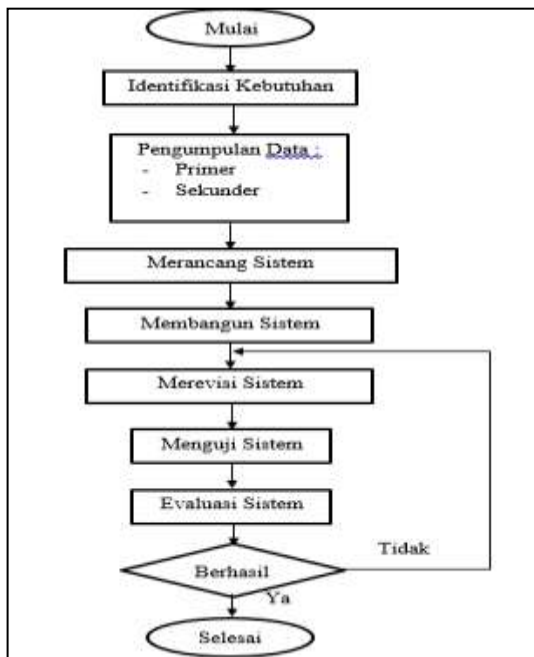 Mulai
Identifikasi Kebutuhan
Pengumpulan Data :
- Primer
- Sekunder
Merancang Sistem
Membangun Sistem
Merevisi Sistem
Menguji Sistem
Evaluasi Sistem
Tidak
Berhasil
Ya
Selesai